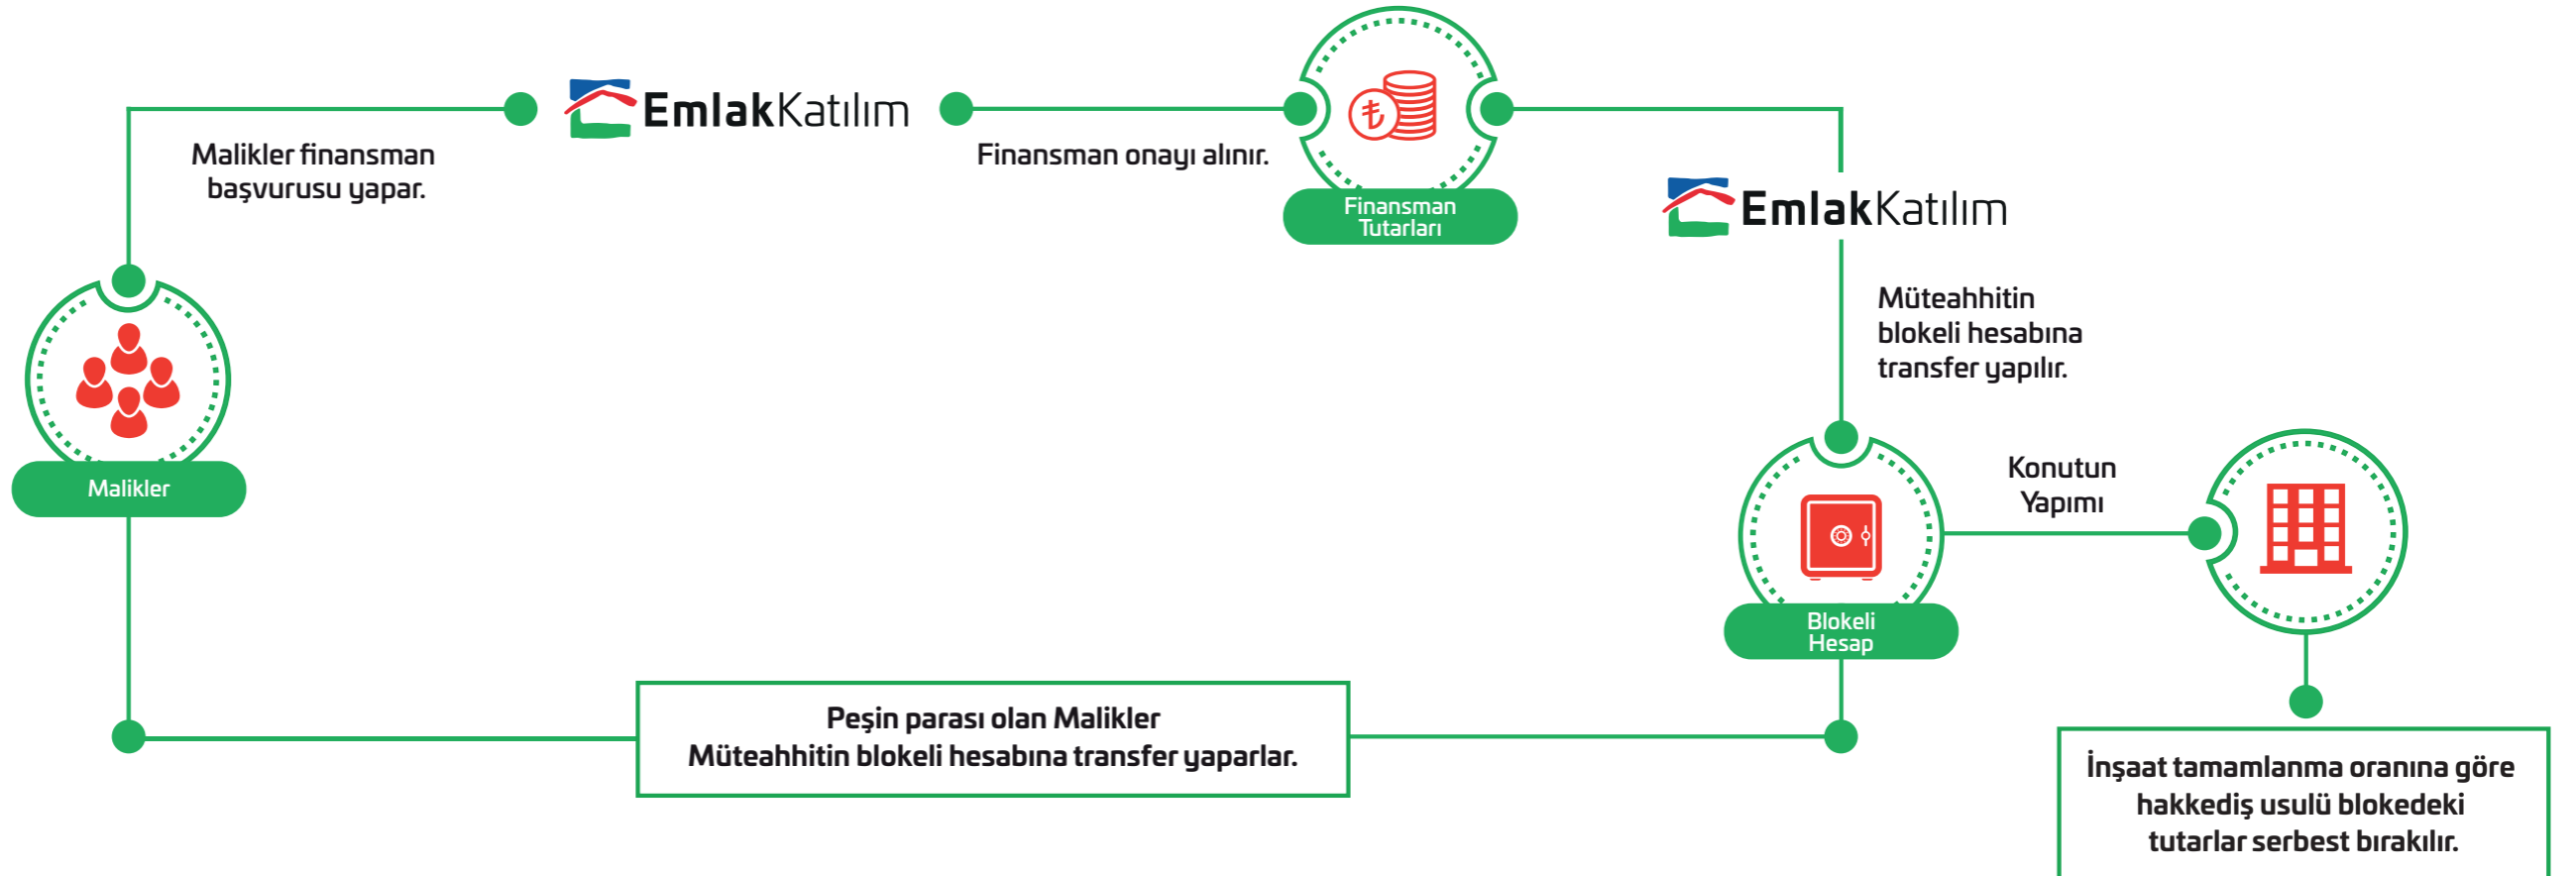 EmlakKatılım
Malikler finansman
başvurusu yapar.
Finansman onayı alınır.
Finansman
Tutarları
EmlakKatılım
Müteahhitin
blokeli hesabına
transfer yapılır.
Malikler
Konutun
Yapımı
Blokeli
Hesap
Peşin parası olan Malikler
Müteahhitin blokeli hesabına transfer yaparlar.
İnşaat tamamlanma oranına göre
hakkediş usulü blokedeki
tutarlar serbest bırakılır.